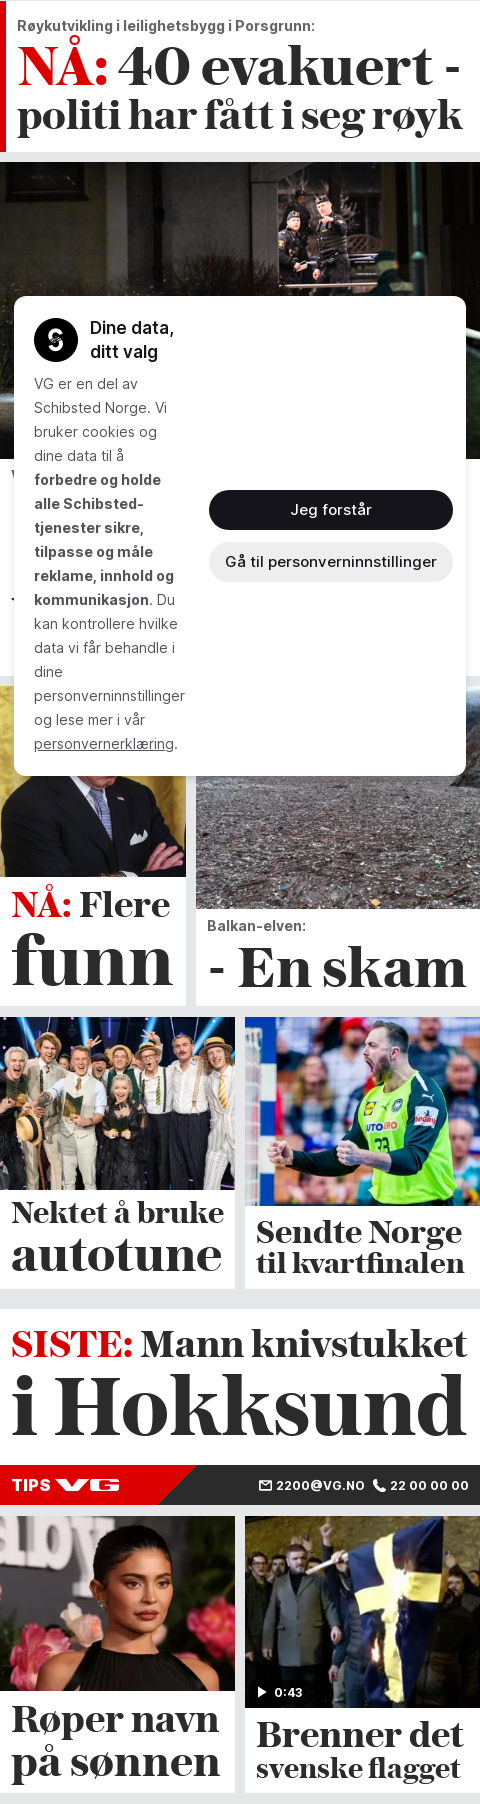 Røykutvikling i leilighetsbygg i Porsgrunn:
NÅ: 40 evakuert -
politi har fått i seg røyk
Dine data,
ditt valg
VG er en del av
Schibsted Norge. Vi
bruker cookies og
dine data til å
forbedre og holde
alle Schibsted-
tjenester sikre,
tilpasse og måle
reklame, innhold og
kommunikasjon. Du
kan kontrollere hvilke
data vi får behandle i
dine
personverninnstillinger
og lese mer i vår
personvernerklæring.
Jeg forstår
Gå til personverninnstillinger
NÅ: Flere
funn
Balkan-elven:
- En skam
AUTOHERO
33
Nektet å bruke
autotune
Sendte Norge
til kvartfinalen
SISTE: Mann knivstukket
i Hokksund
TIPS VG
2200@VG.NO
22 00 00 00
Røper navn
på sønnen
0:43
Brenner det
svenske flagget